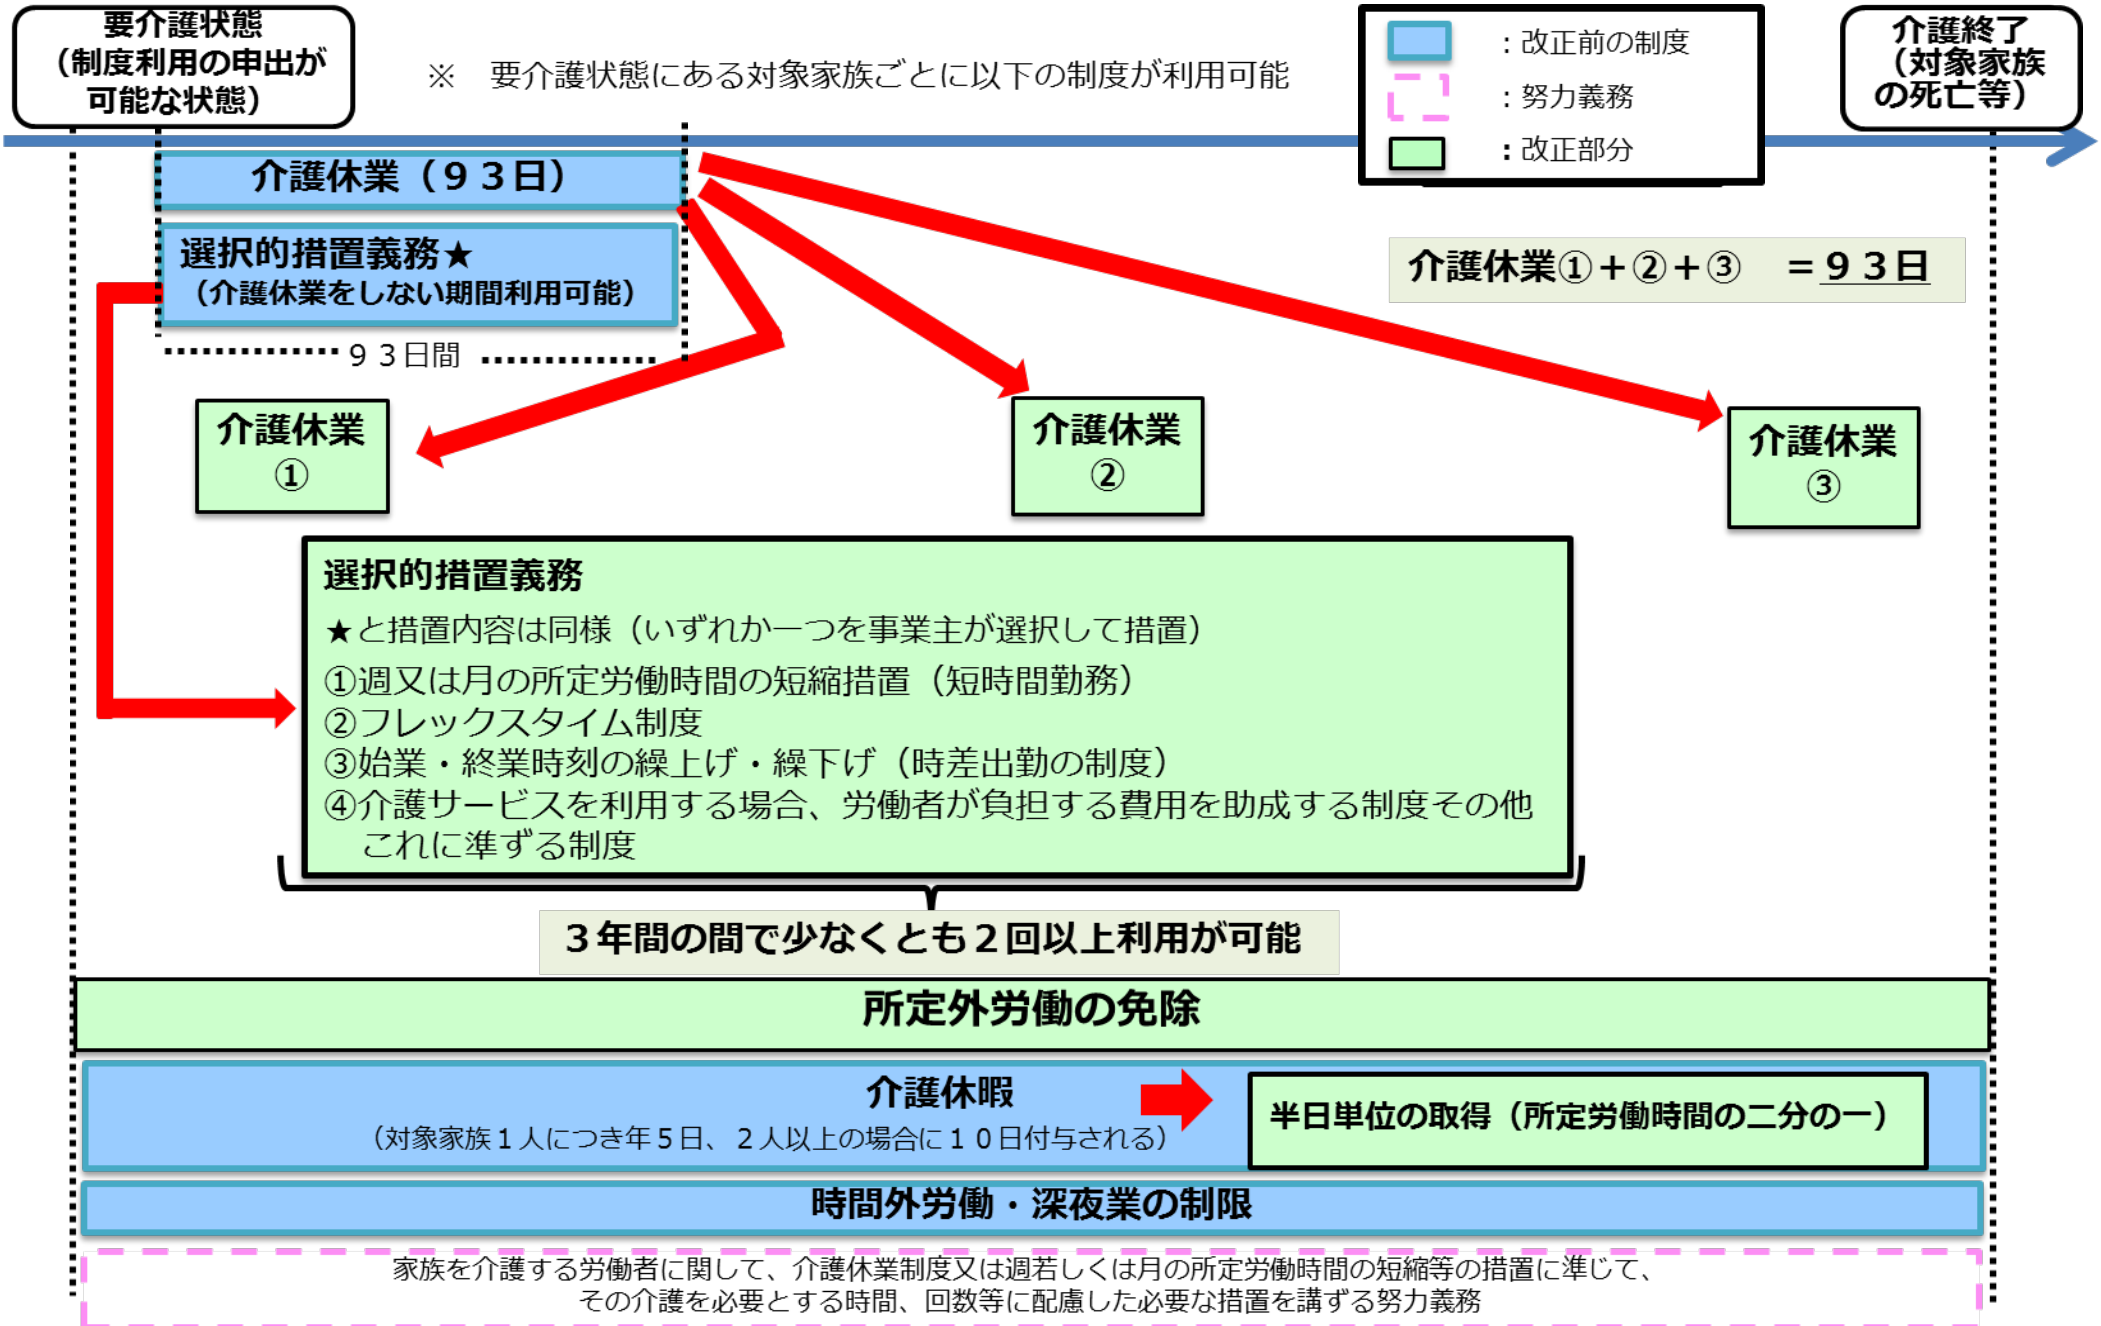 要介護状態
（制度利用の申出が
可能な状態）
※　要介護状態にある対象家族ごとに以下の制度が利用可能
：改正前の制度
：努力義務
：改正部分
介護終了
（対象家族
の死亡等）
介護休業（９３日）
選択的措置義務★
（介護休業をしない期間利用可能）
９３日間
介護休業①＋②＋③　＝９３日
介護休業
①
介護休業
②
介護休業
③
選択的措置義務
★と措置内容は同様（いずれか一つを事業主が選択して措置）
①週又は月の所定労働時間の短縮措置（短時間勤務）
②フレックスタイム制度
③始業・終業時刻の繰上げ・繰下げ（時差出勤の制度）
④介護サービスを利用する場合、労働者が負担する費用を助成する制度その他
これに準ずる制度
３年間の間で少なくとも２回以上利用が可能
所定外労働の免除
介護休暇
（対象家族１人につき年５日、２人以上の場合に１０日付与される）
半日単位の取得（所定労働時間の二分の一）
時間外労働・深夜業の制限
家族を介護する労働者に関して、介護休業制度又は週若しくは月の所定労働時間の短縮等の措置に準じて、
その介護を必要とする時間、回数等に配慮した必要な措置を講ずる努力義務